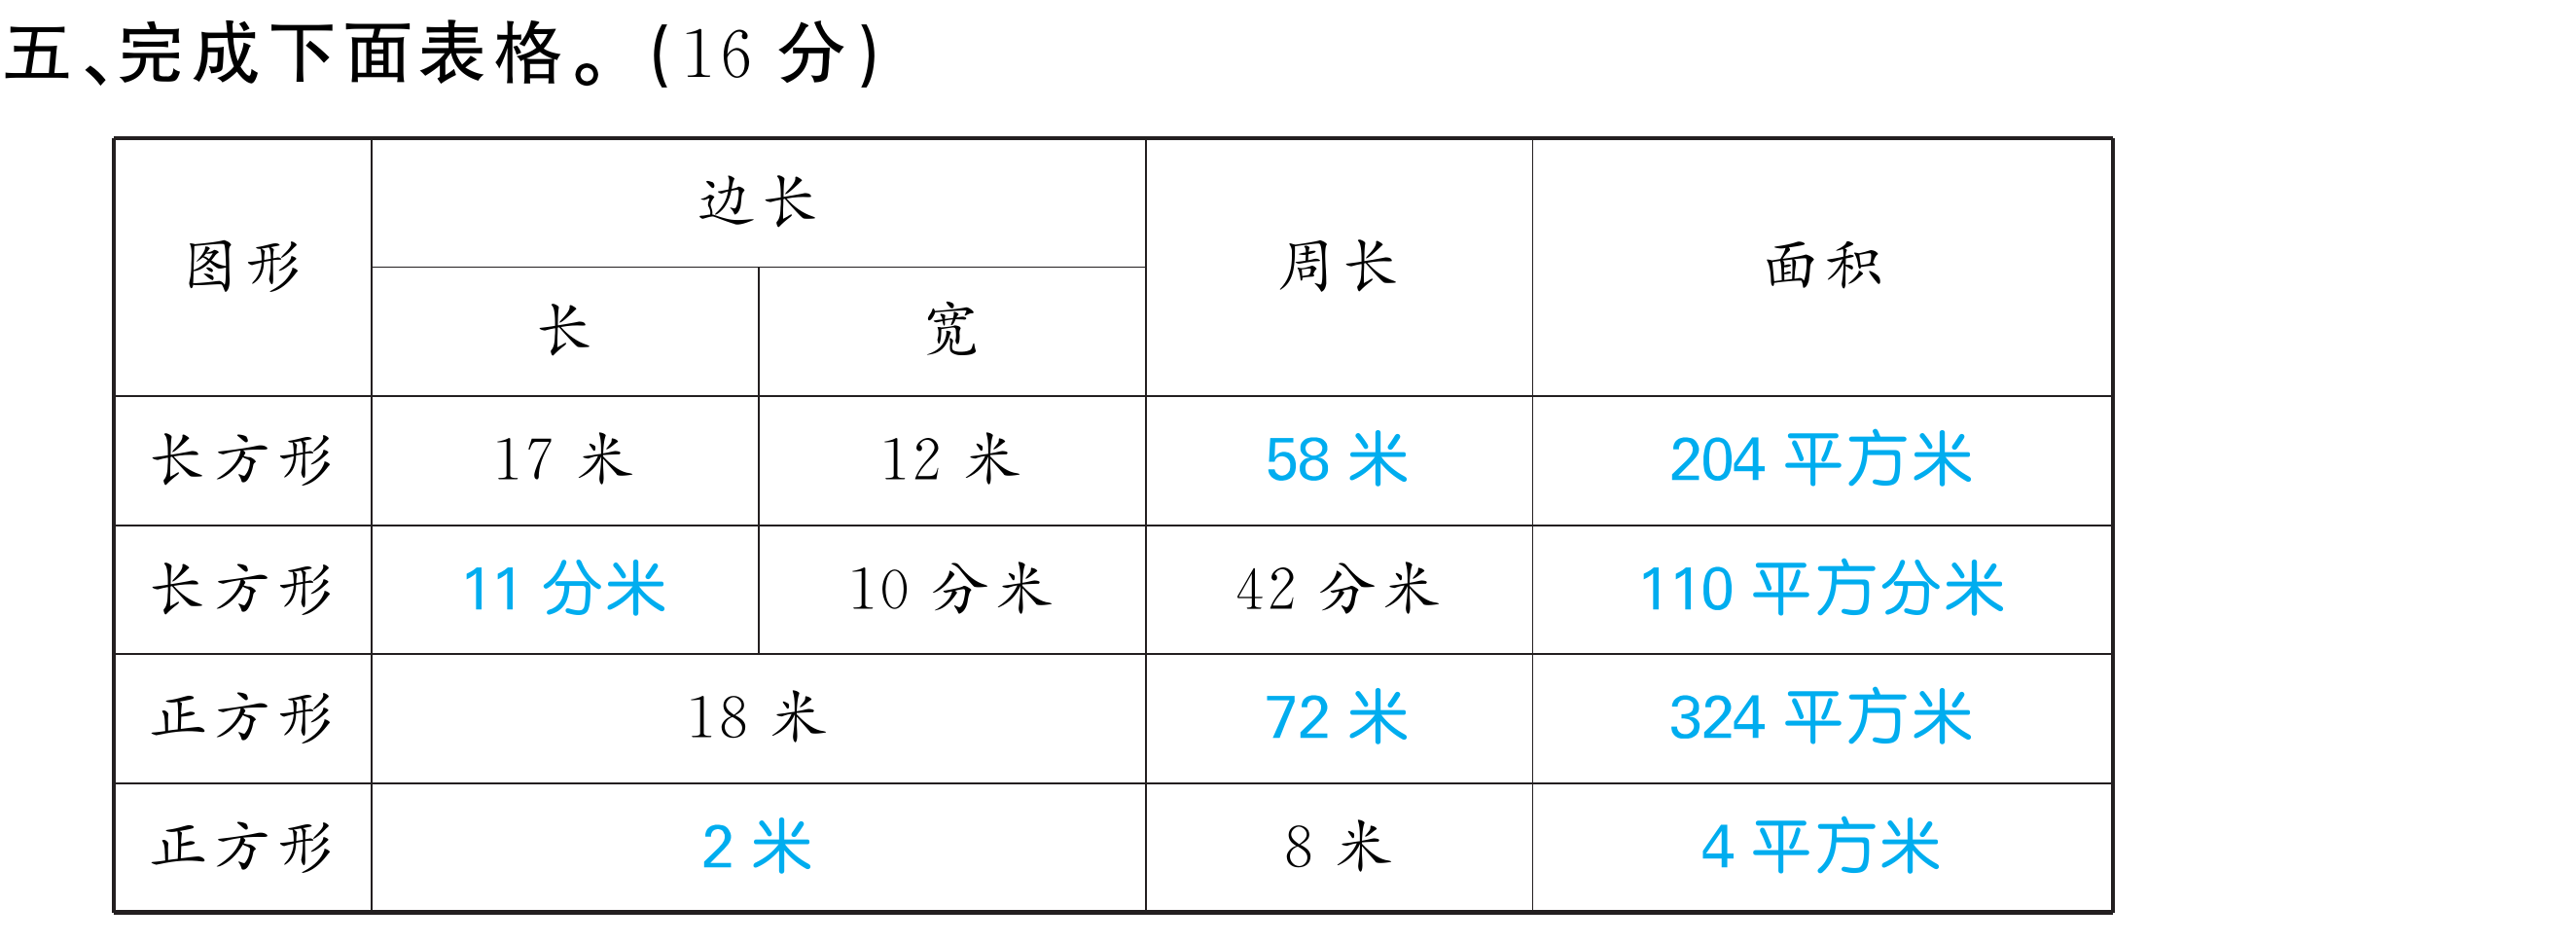 五、完成下面表格。(16 分)
图形 边长 周长 面积
长 宽
长方形 17 米 12 米 58 米 204 平方米
长方形 11 分米 10 分米 42 分米 110 平方分米
正方形 18 米 72 米 324 平方米
正方形 2 米 8 米 4 平方米